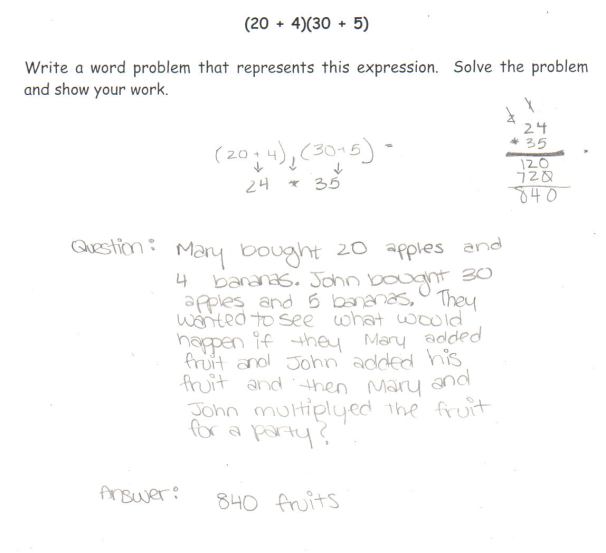 (20 + 4)(30 + 5)
Write a word problem that represents this expression. Solve the problem
and show your work.
(20+4),(30+5) =
24 * 35
24
* 35
120
720
840
Question: Mary bought 20 apples and
4 bananas. John bought 30
apples and 5 bananas. They
wanted to see what would
happen if they Mary added
fruit and John added his
fruit and then Mary and
John multiplyed the fruit
for a party?
Answer: 840 fruits